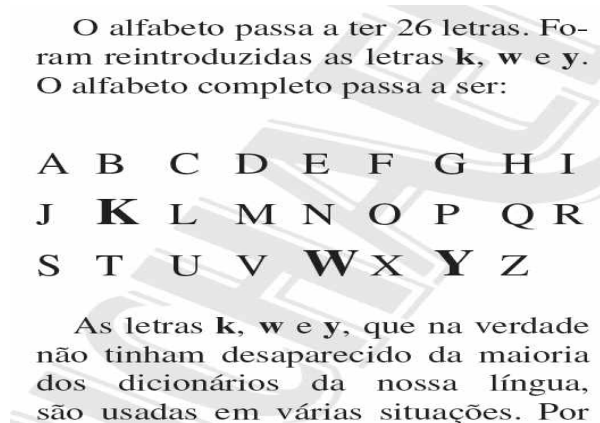 O alfabeto passa a ter 26 letras. Fo-
ram reintroduzidas as letras k, w e y.
O alfabeto completo passa a ser:
A B C D E F G H I
J K L M N O P Q R
S T U V W X Y Z
As letras k, w e y, que na verdade
não tinham desaparecido da maioria
dos dicionários da nossa língua,
são usadas em várias situações. Por